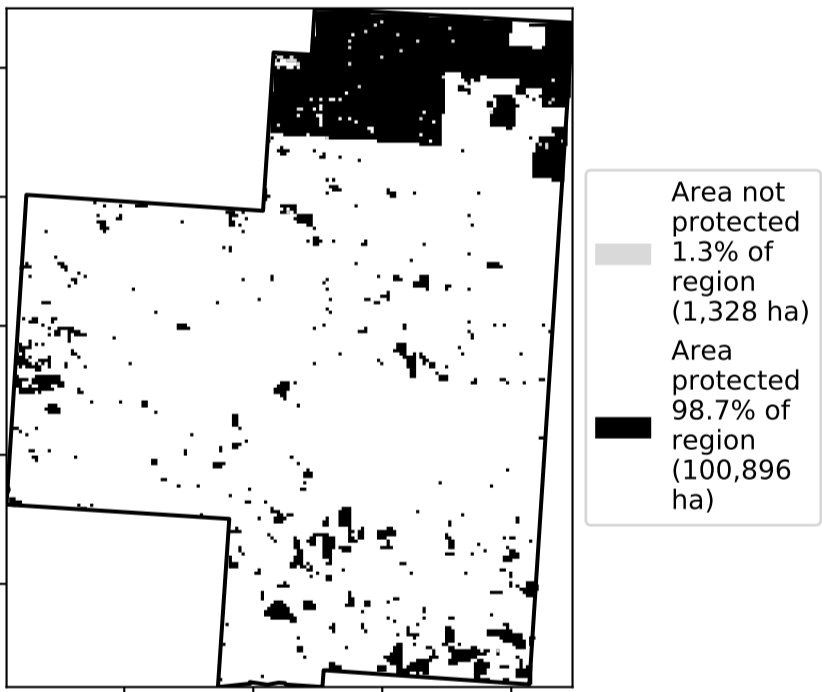 Area not
protected
1.3% of
region
(1,328 ha)
Area
protected
98.7% of
region
(100,896
ha)